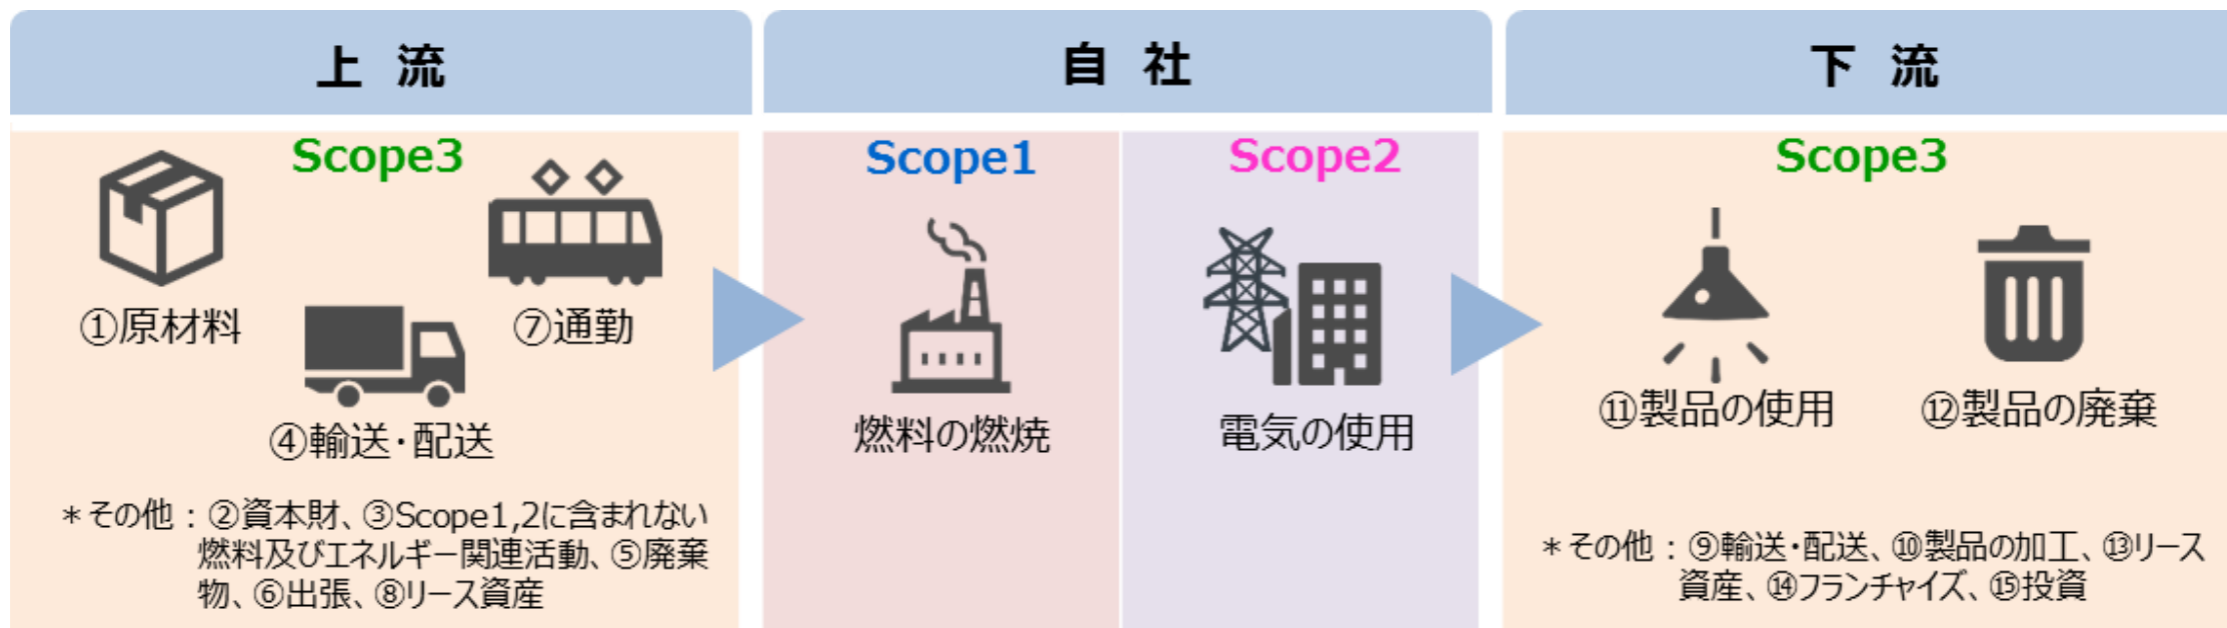 上 流
Scope3
①原材料
⑦通勤
④輸送・配送
＊その他：②資本財、③Scope1,2に含まれない
燃料及びエネルギー関連活動、⑤廃棄
物、⑥出張、⑧リース資産
自 社
Scope1
燃料の燃焼
Scope2
電気の使用
下 流
Scope3
⑪製品の使用
⑫製品の廃棄
＊その他：⑨輸送・配送、⑩製品の加工、⑬リース
資産、⑭フランチャイズ、⑮投資